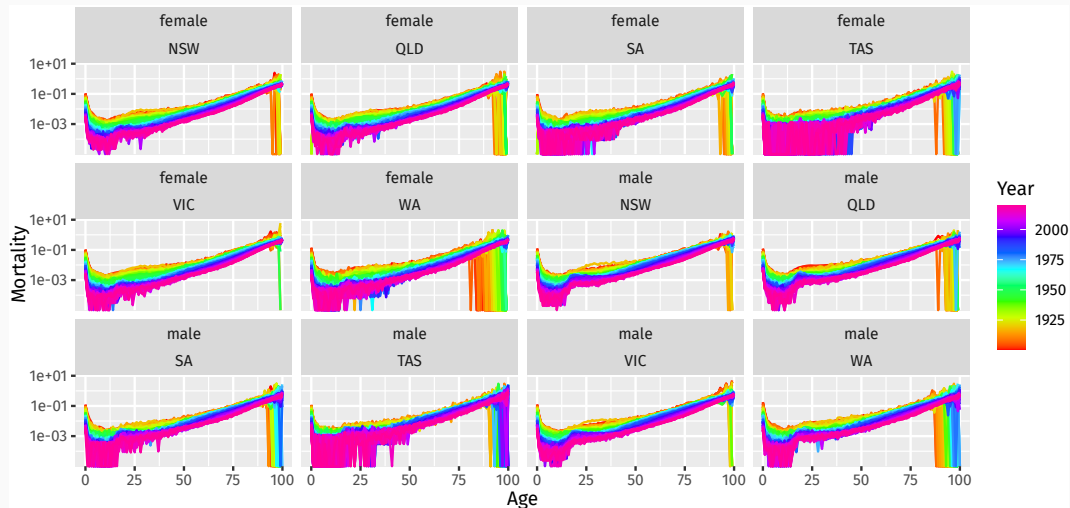 female female female female
NSW QLD SA TAS
1e+01
1e−01
1e−03
female female male male
VIC WA NSW QLD
1e+01
1e−01
1e−03
male male male male
SA TAS VIC WA
1e+01
1e−01
1e−03
0 25 50 75 100 0 25 50 75 100 0 25 50 75 100 0 25 50 75 100
Age
Mortality
Year
2000
1975
1950
1925